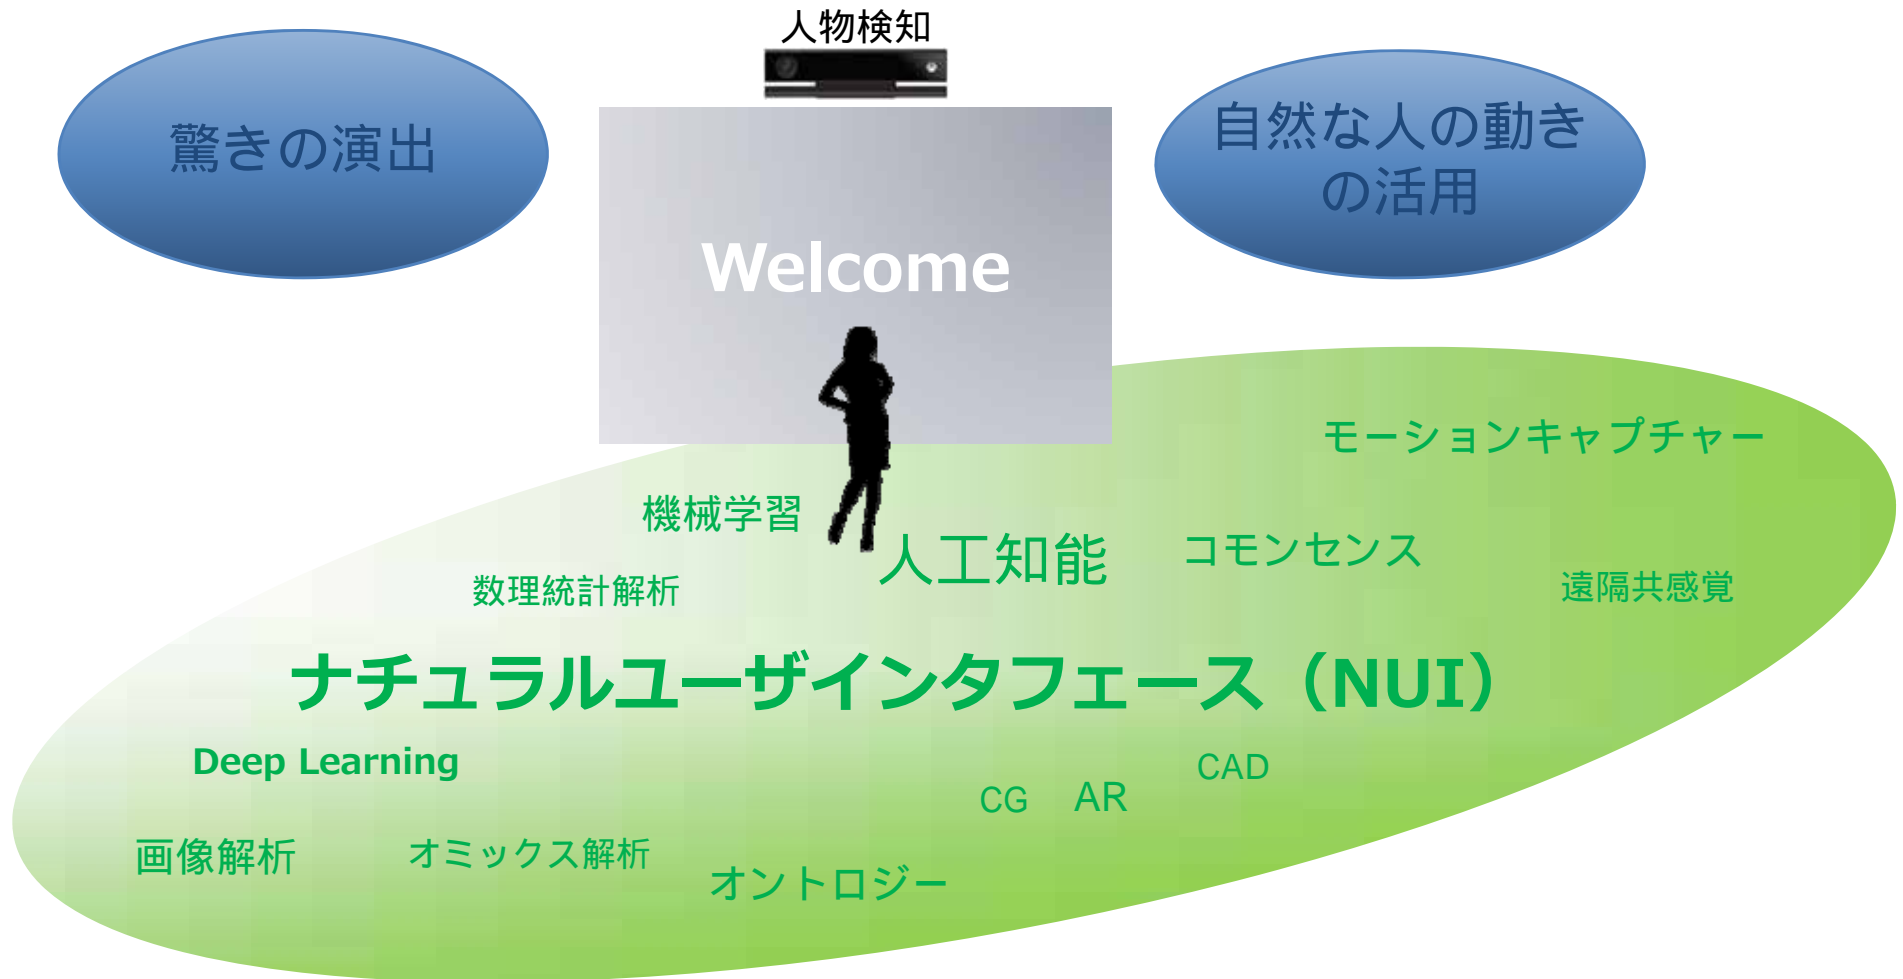 人物検知
驚きの演出
自然な人の動き
の活用
Welcome
モーションキャプチャー
機械学習
人工知能
コモンセンス
数理統計解析
遠隔共感覚
ナチュラルユーザインタフェース（NUI）
Deep Learning
CG
AR
CAD
画像解析
オミックス解析
オントロジー